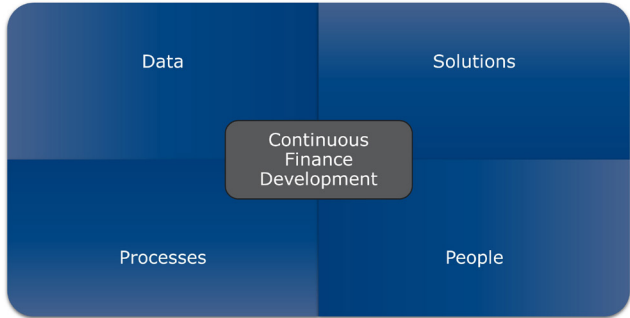 Data
Solutions
Continuous
Finance
Development
Processes
People